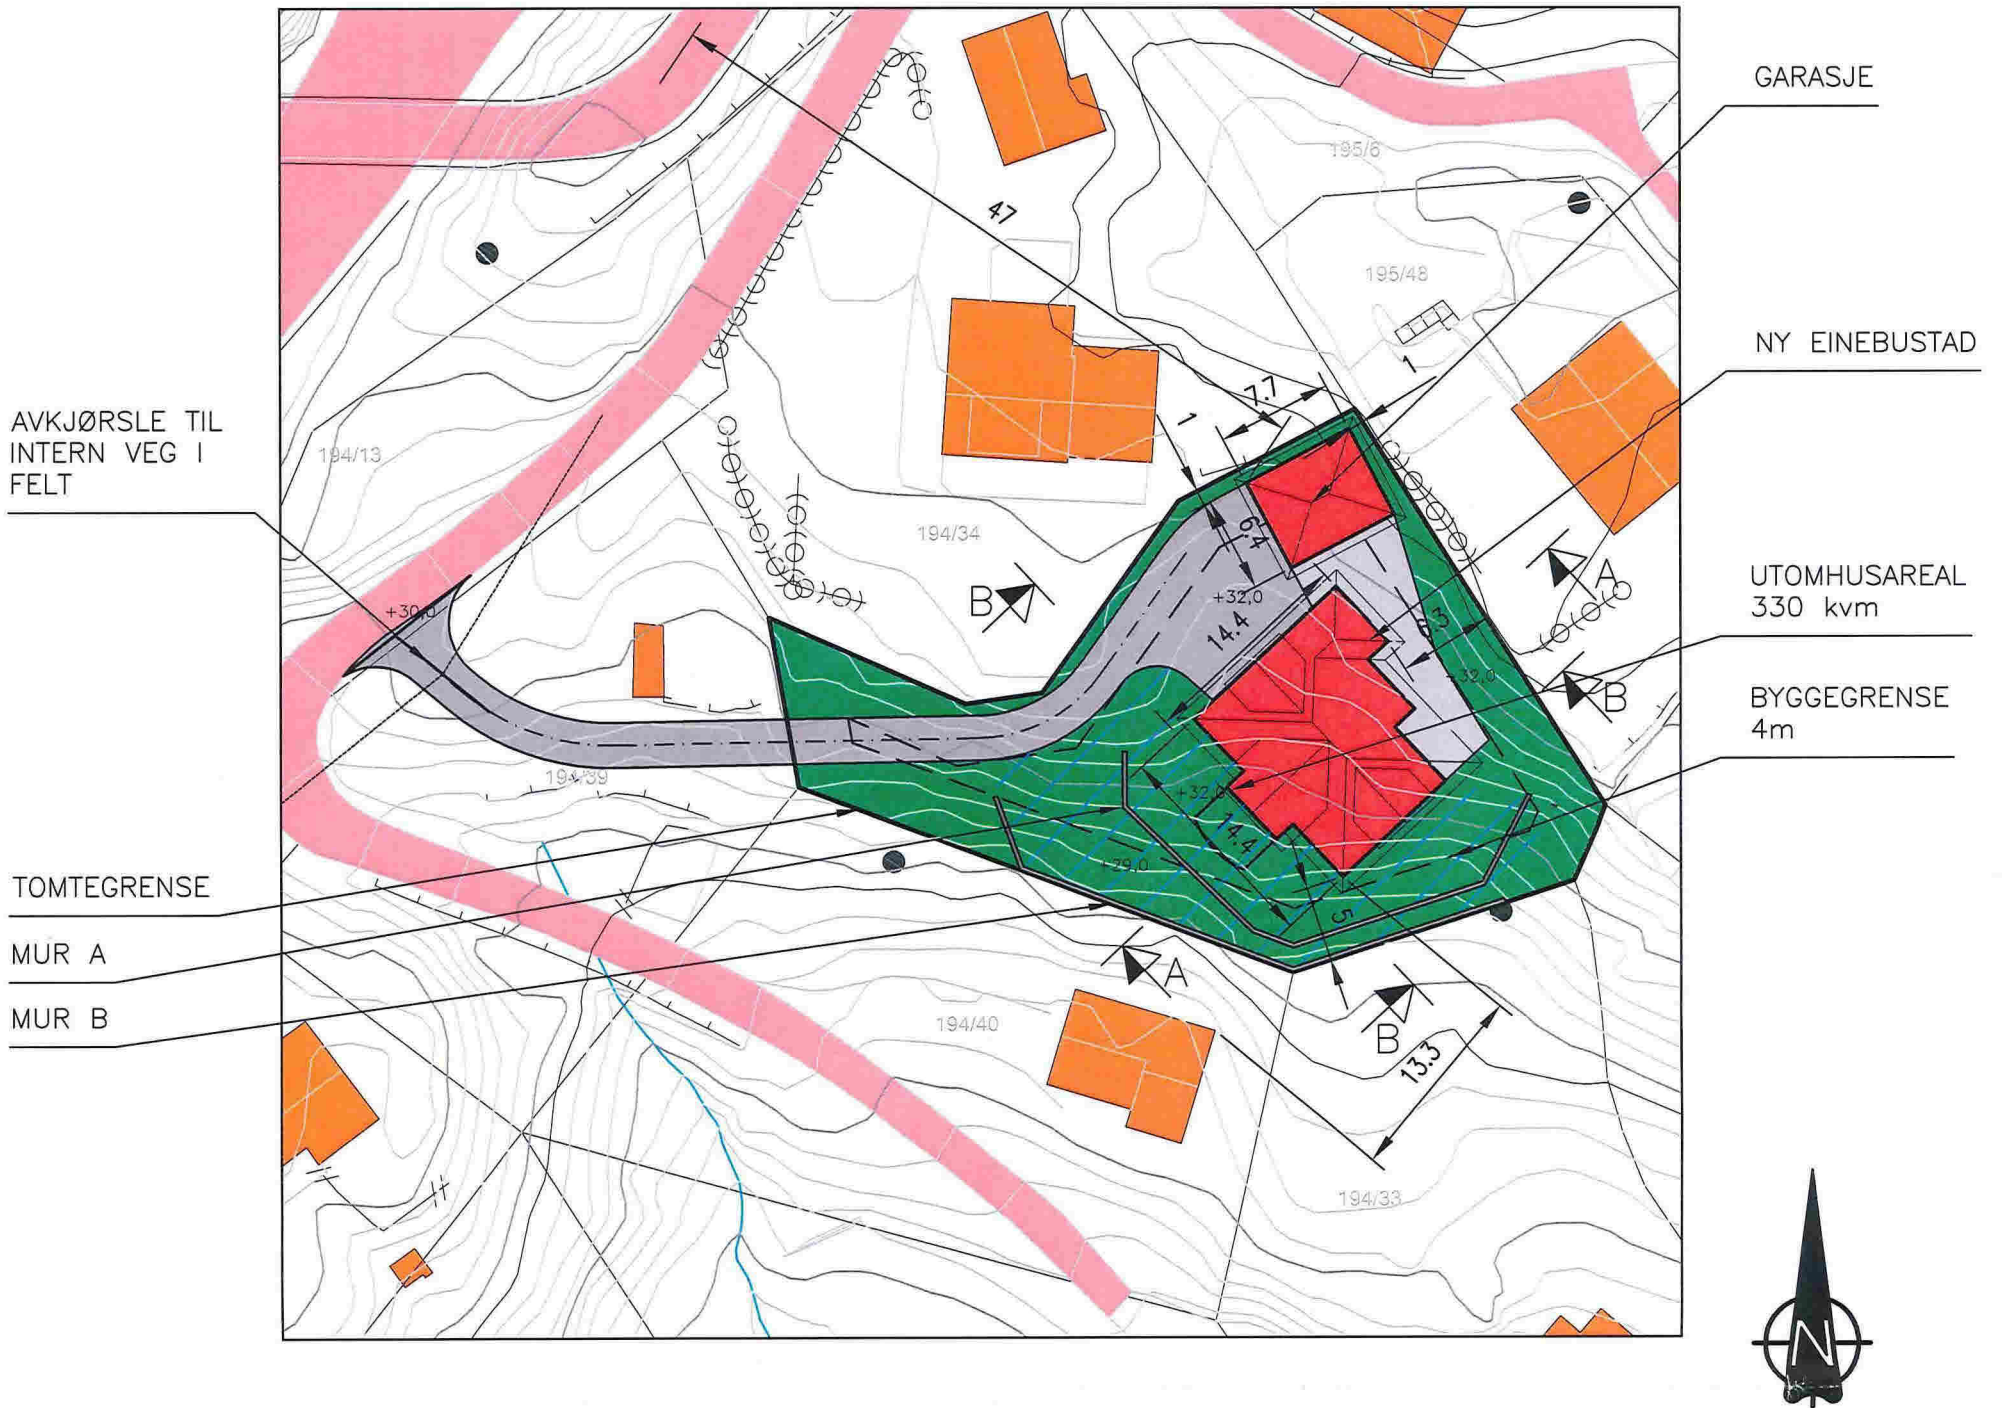 GARASJE
195/6
47
195/48
NY EINEBUSTAD
1
7.7
AVKJØRSLE TIL
INTERN VEG I
FELT
1
194/13
194/34
6.4
A
B
UTOMHUSAREAL
330 kvm
+30,0
+32,0
14.4
+32,0
B
BYGGEGRENSE
4m
194/39
+32,0
14.4
+29,0
TOMTEGRENSE
5
MUR A
A
MUR B
194/40
B
13.3
194/33
N